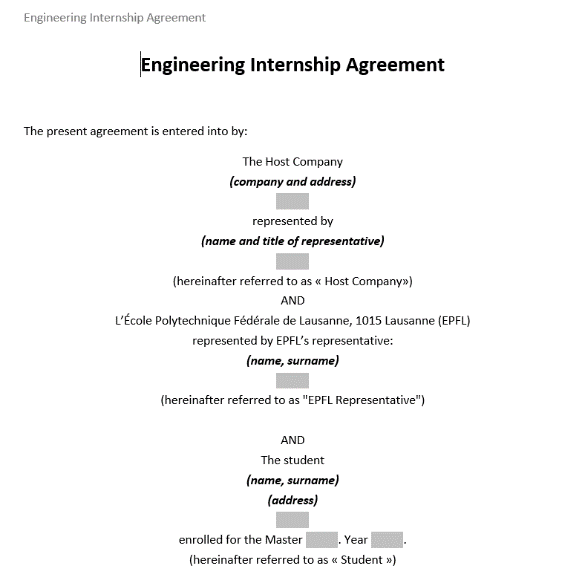 Engineering Internship Agreement
Engineering Internship Agreement
The present agreement is entered into by:
The Host Company
(company and address)
represented by
(name and title of representative)
(hereinafter referred to as « Host Company»)
AND
L'École Polytechnique Fédérale de Lausanne, 1015 Lausanne (EPFL)
represented by EPFL's representative:
(name, surname)
(hereinafter referred to as "EPFL Representative")
AND
The student
(name, surname)
(address)
enrolled for the Master . Year .
(hereinafter referred to as « Student »)